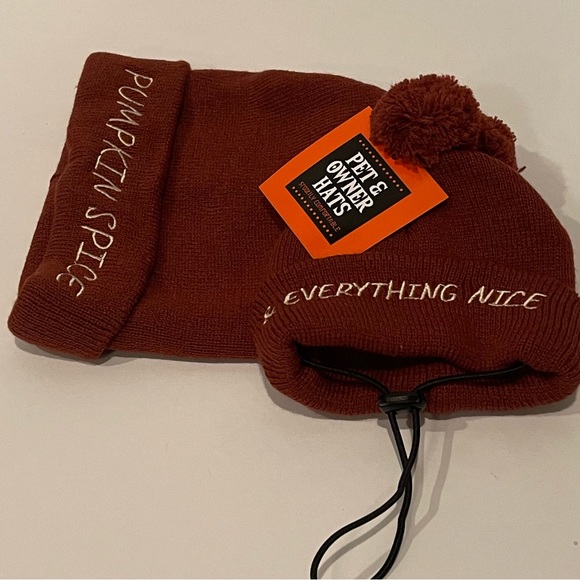 PUMPKIN SPICE
PET &
OWNER
HATS
& EVERYTHING NICE